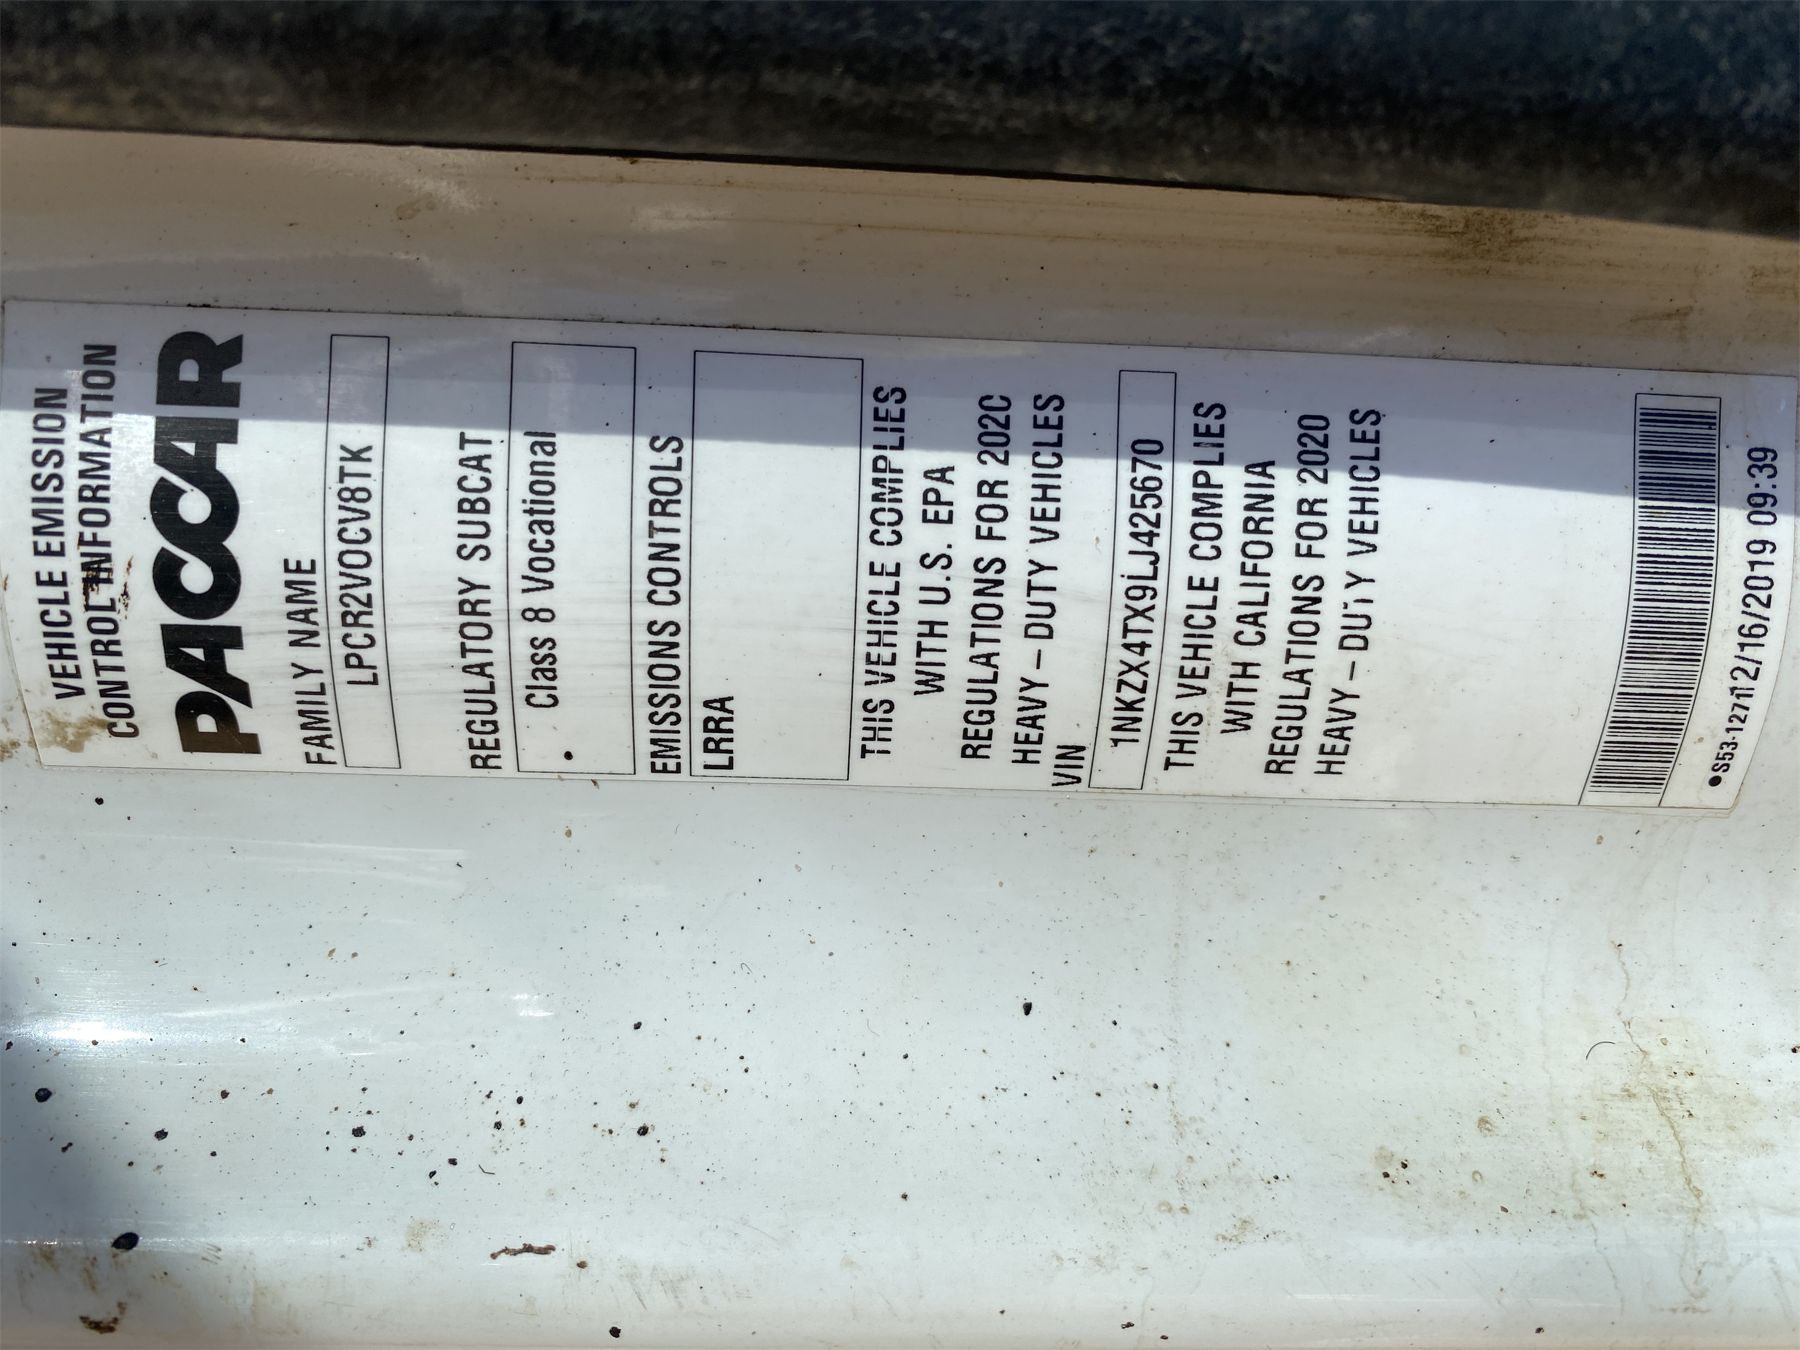 VEHICLE EMISSION
CONTROL INFORMATION
PACCAR
FAMILY NAME
LPCR2VOCV8TK
REGULATORY SUBCAT
Class 8 Vocational
EMISSIONS CONTROLS
LRRA
THIS VEHICLE COMPLIES
WITH U.S. EPA
REGULATIONS FOR 2020
HEAVY – DUTY VEHICLES
VIN
1NKZX4TX9LJ425670
THIS VEHICLE COMPLIES
WITH CALIFORNIA
REGULATIONS FOR 2020
HEAVY – DUTY VEHICLES
●S53-1271 12/16/2019 09:39